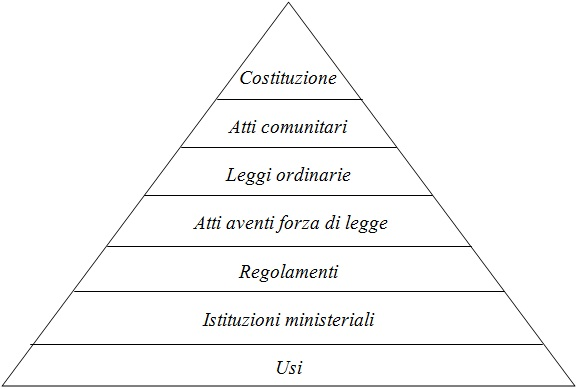 Costituzione
Atti comunitari
Leggi ordinarie
Atti aventi forza di legge
Regolamenti
Istituzioni ministeriali
Usi